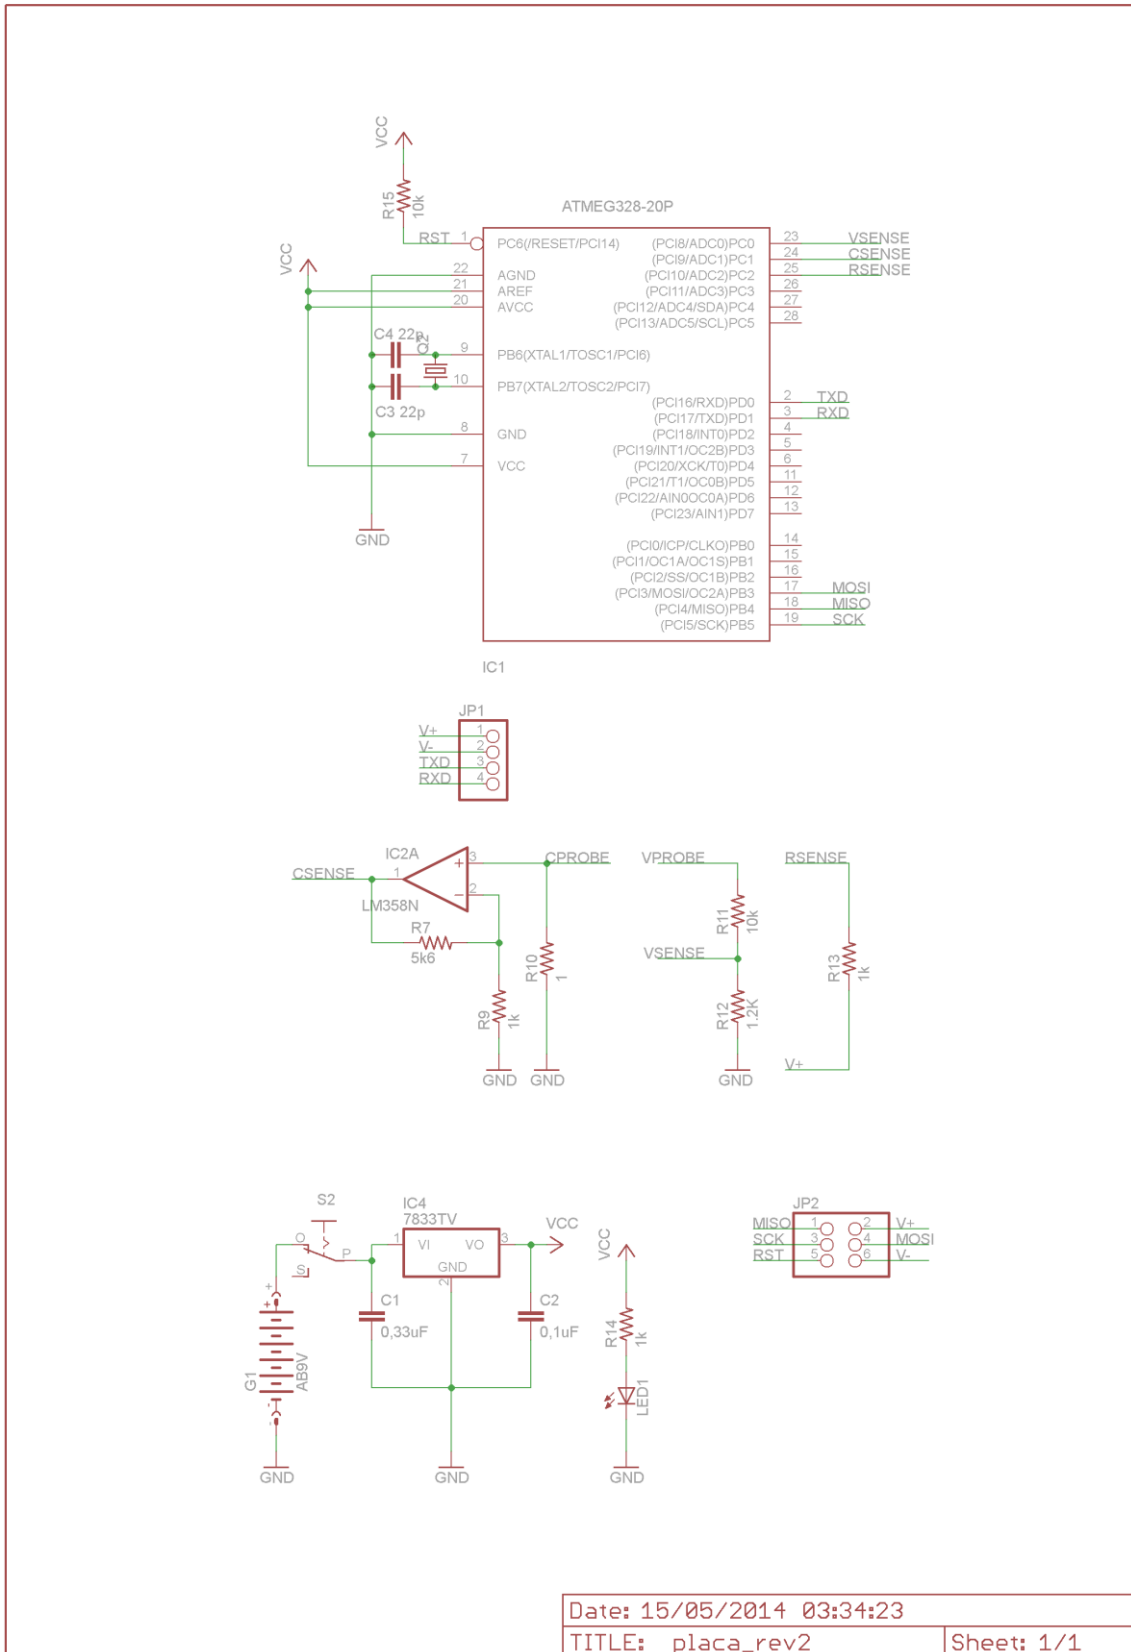 VCC
R15
10k
ATMEG328-20P
RST 1 PC6(/RESET/PCI14) (PCI8/ADC0)PC0 23 VSENSE
(PCI9/ADC1)PC1 24 CSENSE
VCC 22 AGND (PCI10/ADC2)PC2 25 RSENSE
21 AREF (PCI11/ADC3)PC3 26
20 AVCC (PCI12/ADC4/SDA)PC4 27
(PCI13/ADC5/SCL)PC5 28
C4 22p Q2
9 PB6(XTAL1/TOSC1/PCI6)
10 PB7(XTAL2/TOSC2/PCI7)
C3 22p
(PCI16/RXD)PD0 2 TXD
(PCI17/TXD)PD1 3 RXD
8 GND (PCI18/INT0)PD2 4
(PCI19/INT1/OC2B)PD3 5
7 VCC (PCI20/XCK/T0)PD4 6
(PCI21/T1/OC0B)PD5 11
(PCI22/AIN0OC0A)PD6 12
(PCI23/AIN1)PD7 13
GND
(PCI0/ICP/CLKO)PB0 14
(PCI1/OC1A/OC1S)PB1 15
(PCI2/SS/OC1B)PB2 16
(PCI3/MOSI/OC2A)PB3 17 MOSI
(PCI4/MISO)PB4 18 MISO
(PCI5/SCK)PB5 19 SCK
IC1
JP1
V+ 1
V- 2
TXD 3
RXD 4
IC2A
CSENSE 1 + 3 CPROBE
- 2
LM358N
R7
5k6
R9
1k
R10
1
GND GND
VPROBE
R11
10k
VSENSE
R12
1.2K
GND
RSENSE
R13
1k
V+
S2
O
P
S
IC4
7833TV
1 VI VO 3 VCC
GND
2
C1
0,33uF
C2
0,1uF
+
+
-
-
G1
AB9V
GND
GND
VCC
R14
1k
LED1
GND
JP2
MISO 1 2 V+
SCK 3 4 MOSI
RST 5 6 V-
Date: 15/05/2014 03:34:23
TITLE: placa_rev2 Sheet: 1/1